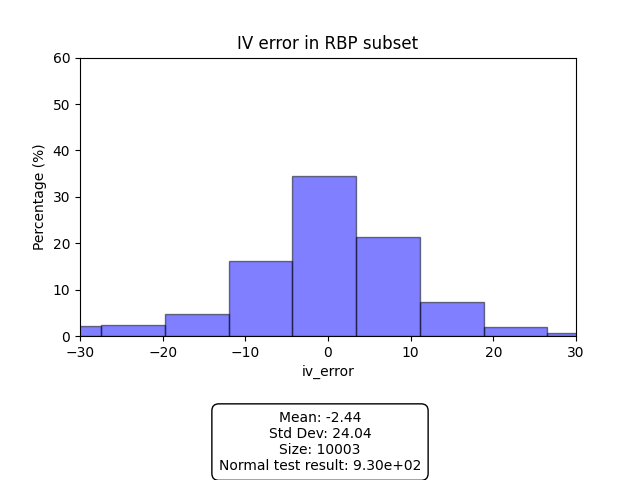 IV error in RBP subset
60
50
40
30
20
10
0
Percentage (%)
−30
−20
−10
0
10
20
30
iv_error
Mean: -2.44
Std Dev: 24.04
Size: 10003
Normal test result: 9.30e+02